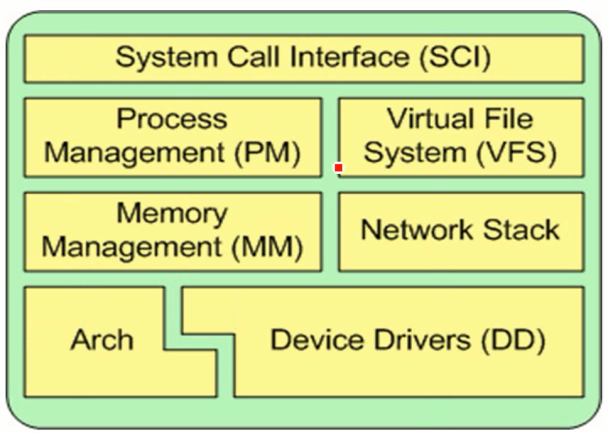 System Call Interface (SCI)
Process
Management (PM)
Virtual File
System (VFS)
Memory
Management (MM)
Network Stack
Arch
Device Drivers (DD)